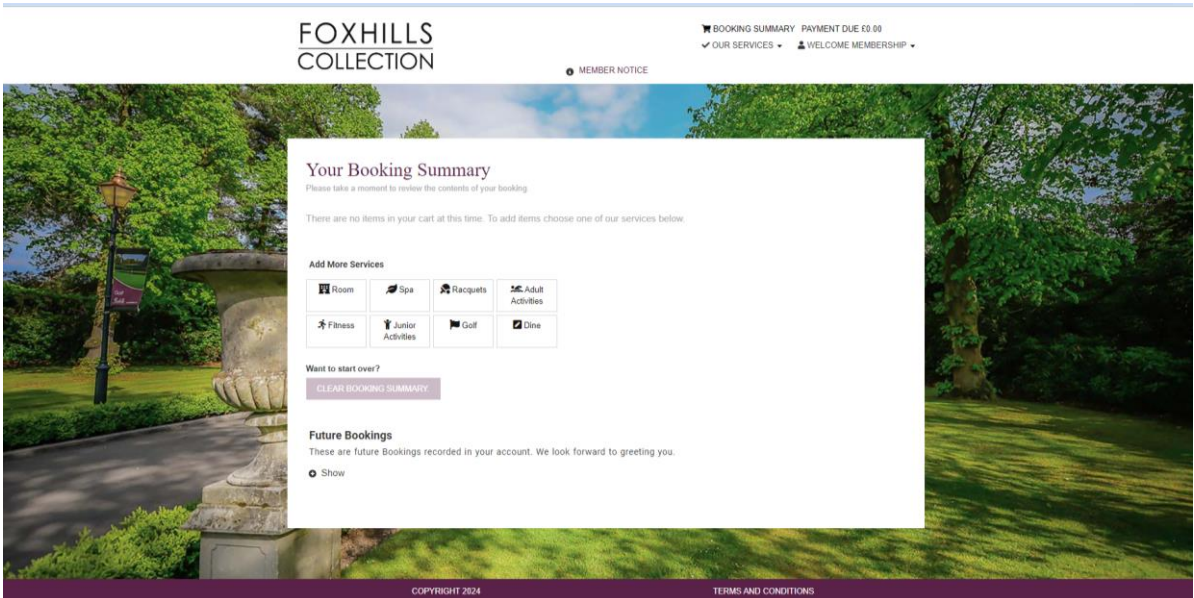 FOXHILLS
COLLECTION
BOOKING SUMMARY PAYMENT DUE £0.00
OUR SERVICES WELCOME MEMBERSHIP
MEMBER NOTICE
Your Booking Summary
Please take a moment to review the contents of your booking.
There are no items in your cart at this time. To add items choose one of our services below.
Add More Services
Room
Spa
Racquets
Adult
Activities
Fitness
Junior
Activities
Golf
Dine
Want to start over?
CLEAR BOOKING SUMMARY
Future Bookings
These are future Bookings recorded in your account. We look forward to greeting you.
Show
COPYRIGHT 2024 TERMS AND CONDITIONS